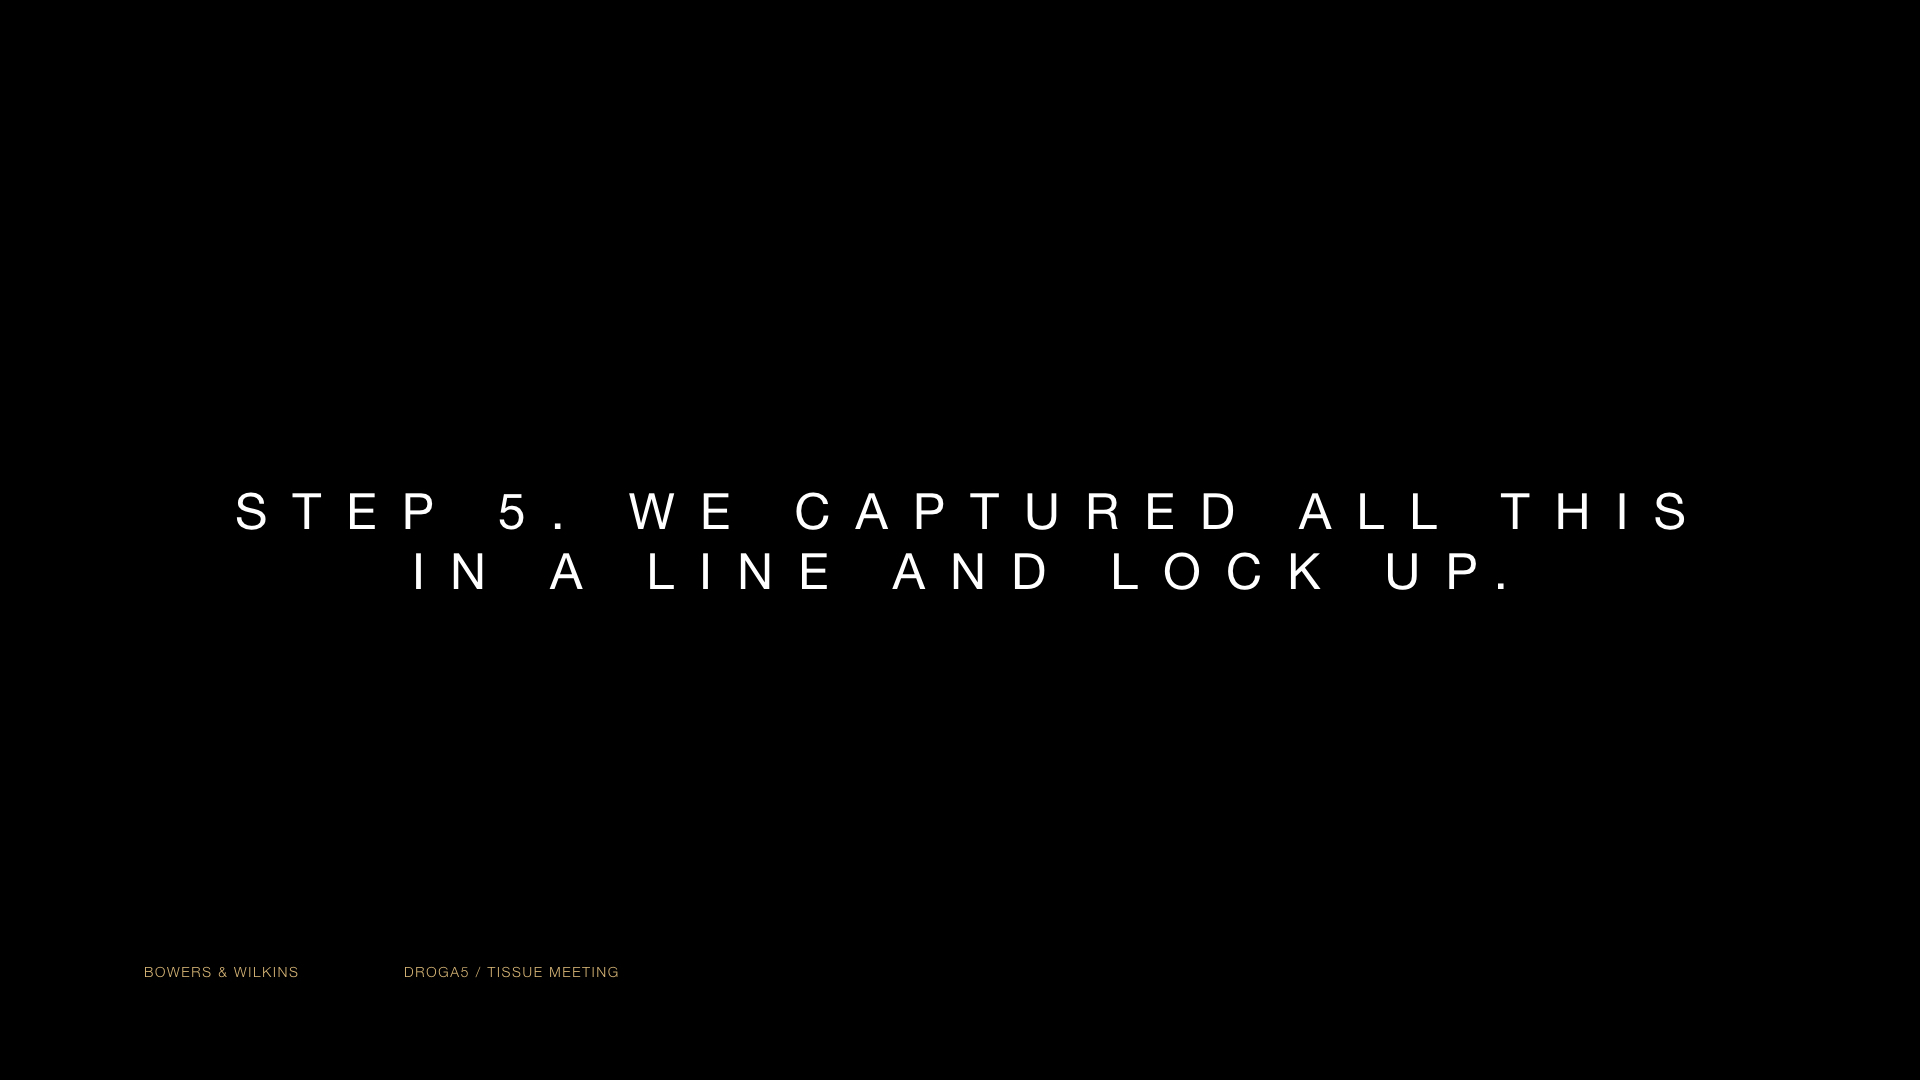 STEP 5. WE CAPTURED ALL THIS
IN A LINE AND LOCK UP.
BOWERS & WILKINS
DROGA5 / TISSUE MEETING